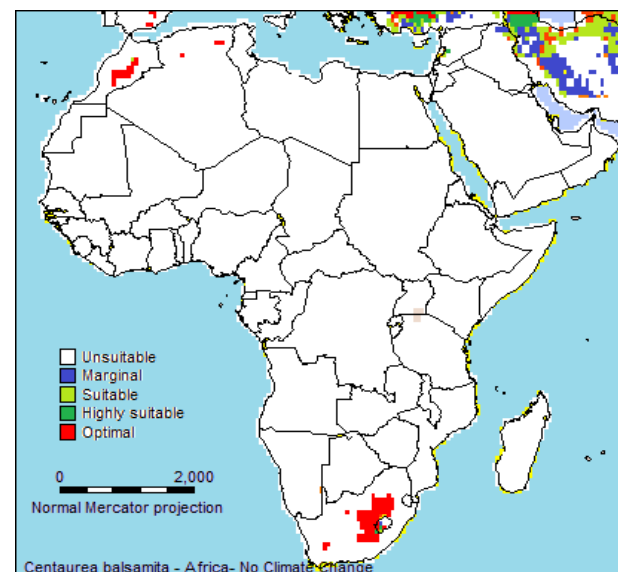 Unsuitable
Marginal
Suitable
Highly suitable
Optimal
0 2,000
Normal Mercator projection
Centaurea balsamita - Africa- No Climate Change